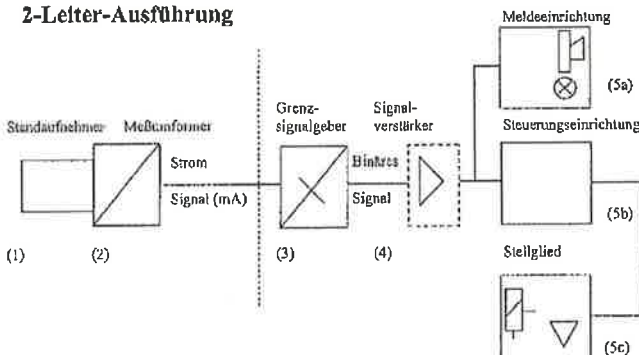 2-Leiter-Ausführung
Meldeeinrichtung
(5a)
Standaufnehmer
Meßumformer
Grenz-
signalgeber
Signal-
verstärker
Steuerungseinrichtung
Strom
Signal (mA)
Binäres
Signal
(1)
(2)
(3)
(4)
(5b)
Stellglied
(5c)